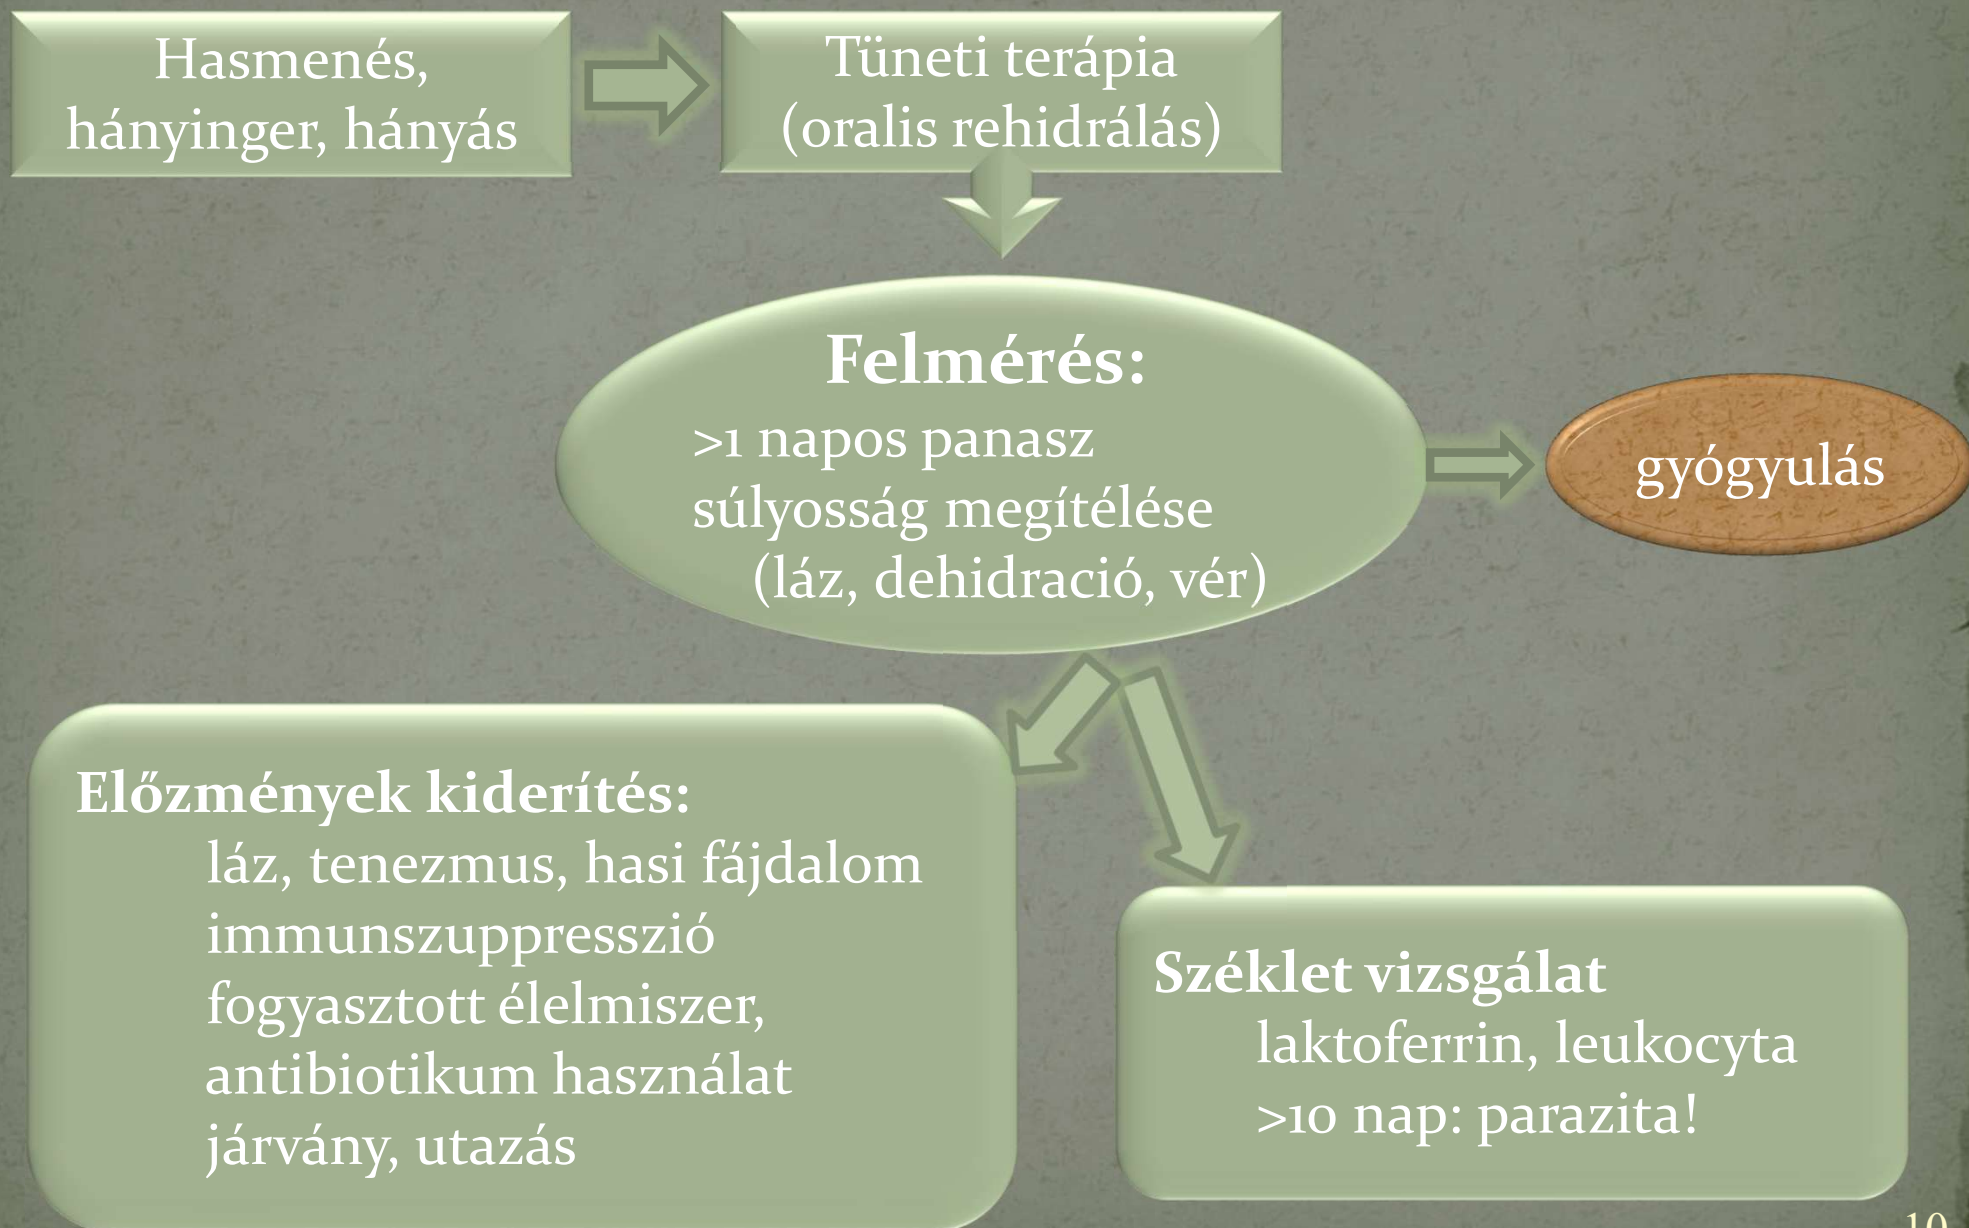 Hasmenés,
hányinger, hányás
Tüneti terápia
(oralis rehidrálás)
Felmérés:
>1 napos panasz
súlyosság megítélése
(láz, dehidració, vér)
gyógyulás
Előzmények kiderítés:
láz, tenezmus, hasi fájdalom
immunszuppresszió
fogyasztott élelmiszer,
antibiotikum használat
járvány, utazás
Széklet vizsgálat
laktoferrin, leukocyta
>10 nap: parazita!
10